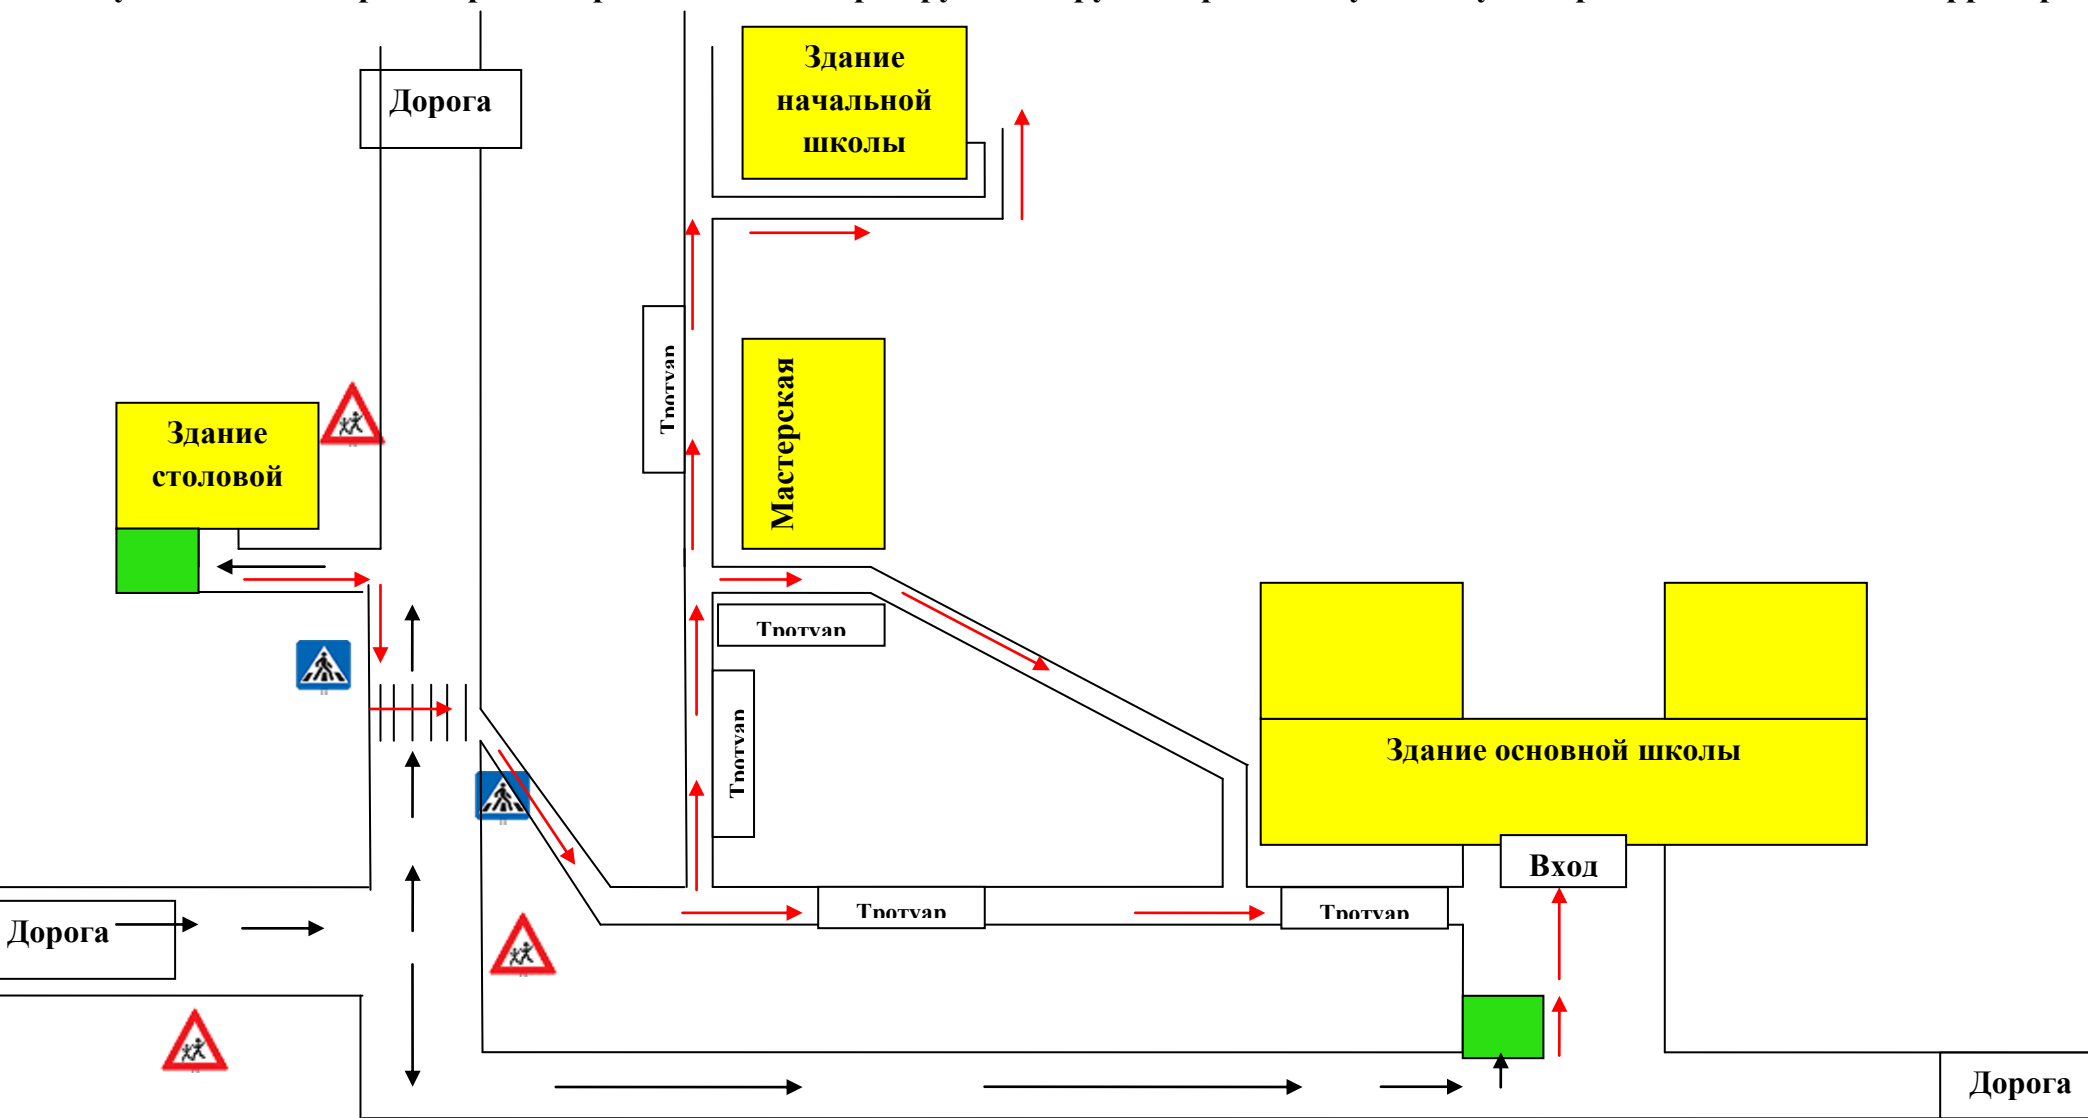 Дорога
Здание
начальной
школы
Тротуар
Мастерская
Здание
столовой
Тротуар
Тротуар
Здание основной школы
Вход
Тротуар
Тротуар
Дорога
Дорога